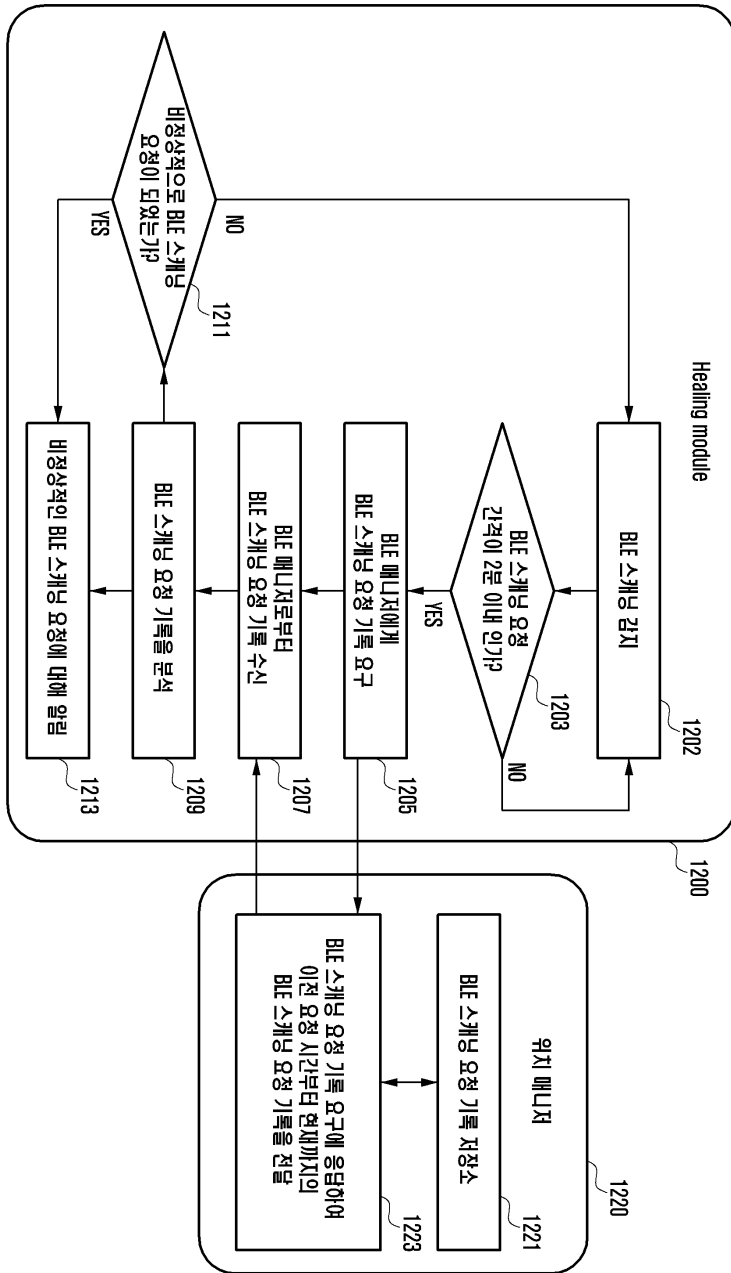 Healing module
1200
BLE 스캐닝 감지
1202
BLE 스캐닝 요청
간격이 2분 이내 인가?
1203
NO
YES
BLE 매니저에게
BLE 스캐닝 요청 기록 요구
1205
BLE 매니저로부터
BLE 스캐닝 요청 기록 수신
1207
BLE 스캐닝 요청 기록을 분석
1209
비정상적으로 BLE 스캐닝
요청이 되었는가?
1211
NO
YES
비정상적인 BLE 스캐닝 요청에 대해 알림
1213
위치 매니저
1220
BLE 스캐닝 요청 기록 저장소
1221
BLE 스캐닝 요청 기록 요구에 응답하여
이전 요청 시간부터 현재까지의
BLE 스캐닝 요청 기록을 전달
1223